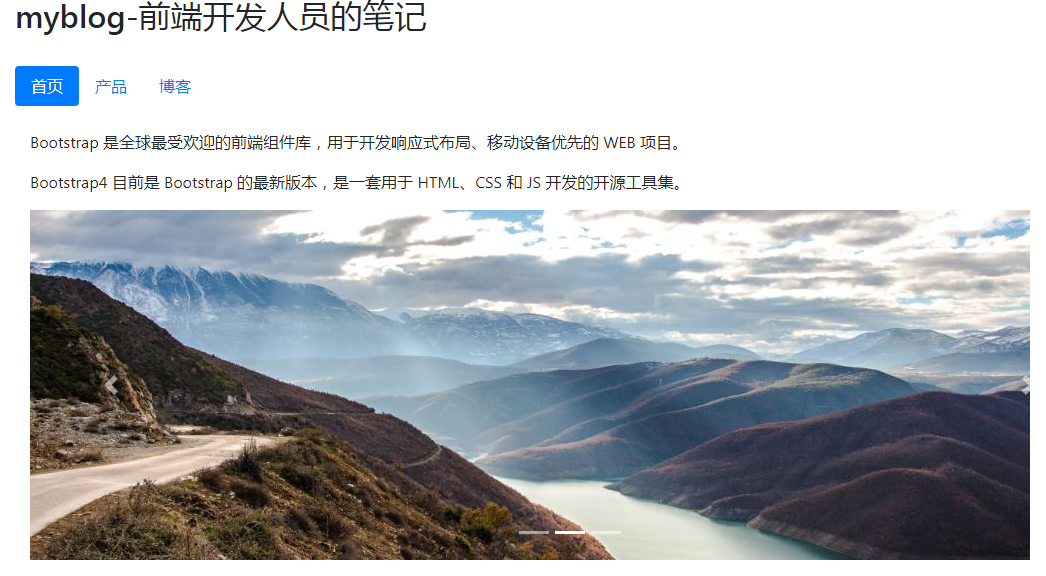 myblog-前端开发人员的笔记
首页 产品 博客
Bootstrap 是全球最受欢迎的前端组件库，用于开发响应式布局、移动设备优先的 WEB 项目。
Bootstrap4 目前是 Bootstrap 的最新版本，是一套用于 HTML、CSS 和 JS 开发的开源工具集。